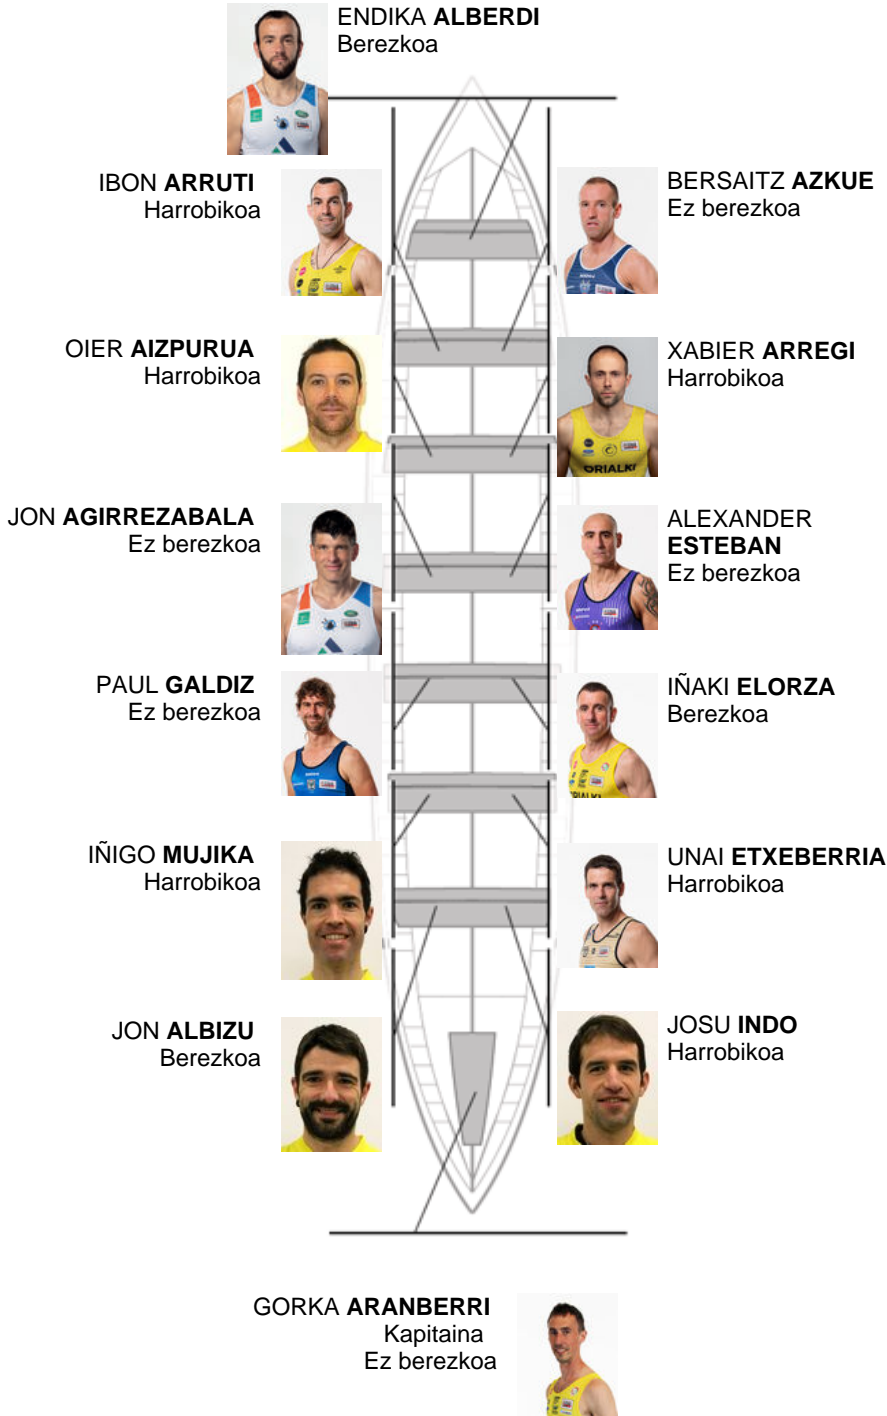 ENDIKA ALBERDI
Berezkoa
IBON ARRUTI
Harrobikoa
BERSAITZ AZKUE
Ez berezkoa
OIER AIZPURUA
Harrobikoa
XABIER ARREGI
Harrobikoa
ORIALKI
JON AGIRREZABALA
Ez berezkoa
ALEXANDER
ESTEBAN
Ez berezkoa
PAUL GALDIZ
Ez berezkoa
IÑAKI ELORZA
Berezkoa
ORIALKI
IÑIGO MUJIKA
Harrobikoa
UNAI ETXEBERRIA
Harrobikoa
JON ALBIZU
Berezkoa
JOSU INDO
Harrobikoa
GORKA ARANBERRI
Kapitaina
Ez berezkoa